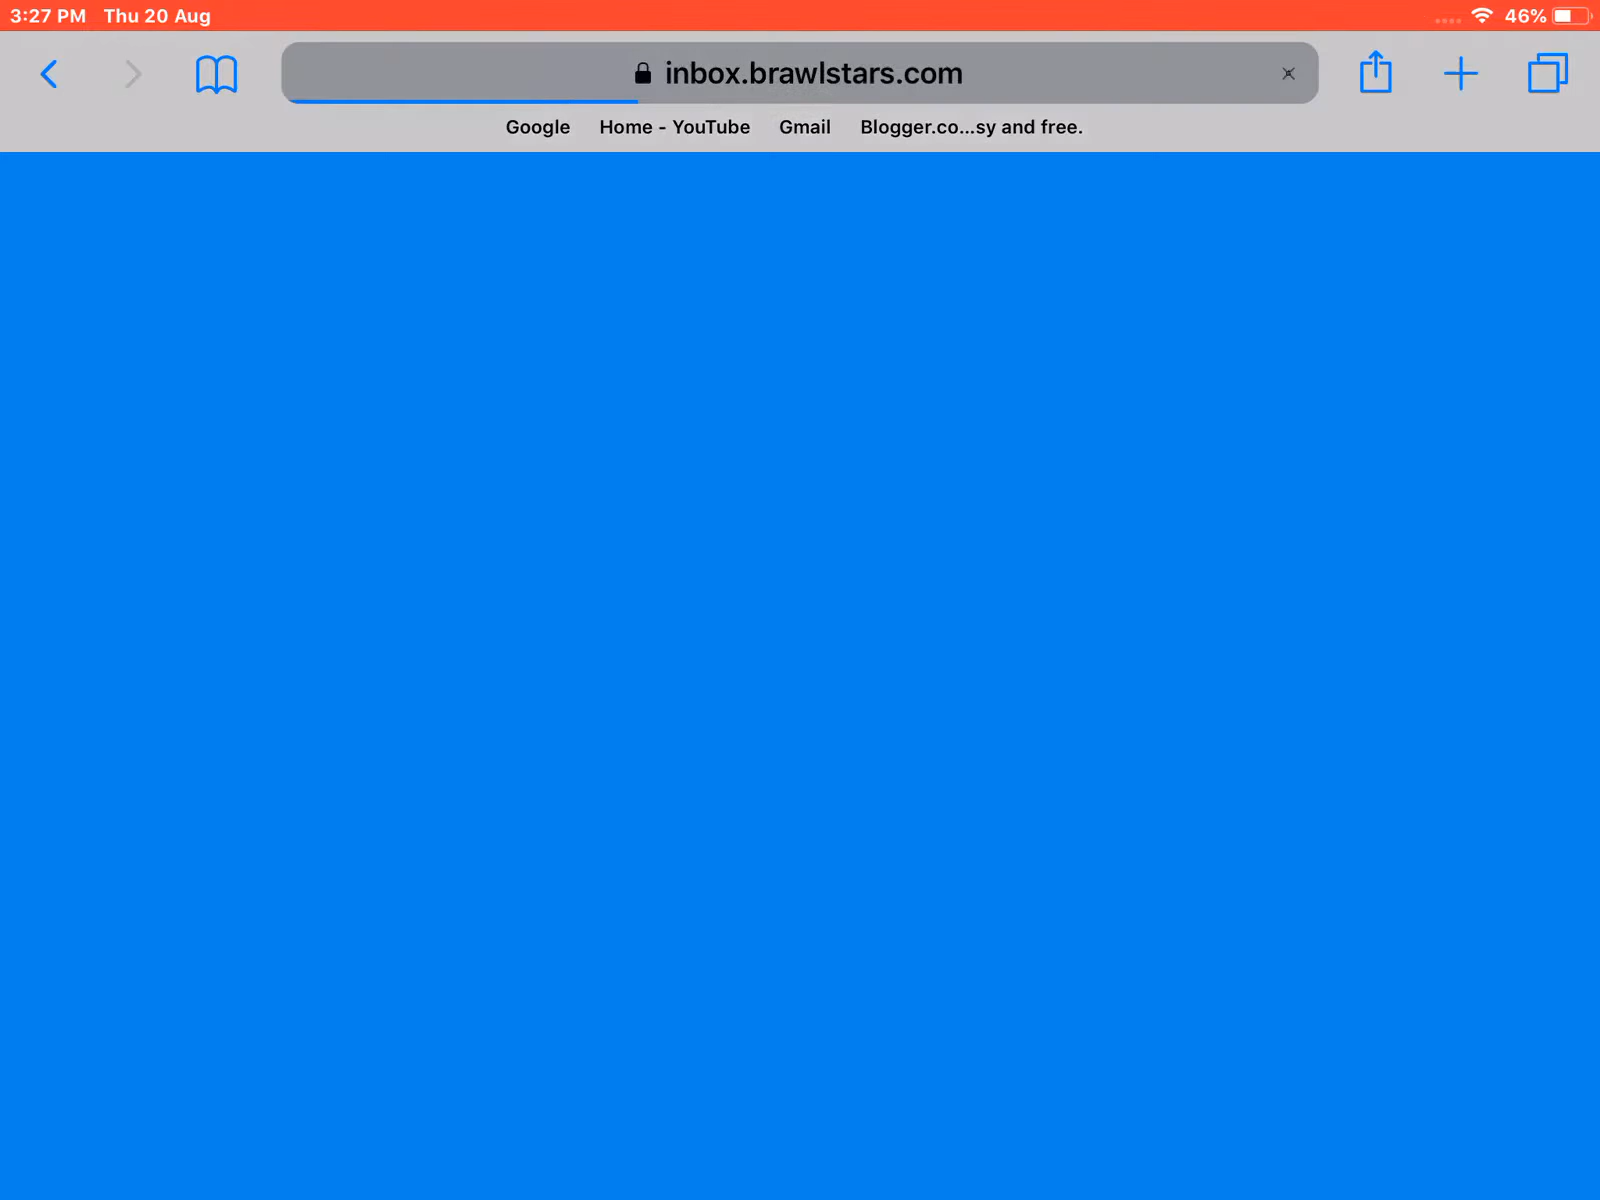 3:27 PM Thu 20 Aug 46%
inbox.brawlstars.com
Google Home - YouTube Gmail Blogger.co...sy and free.